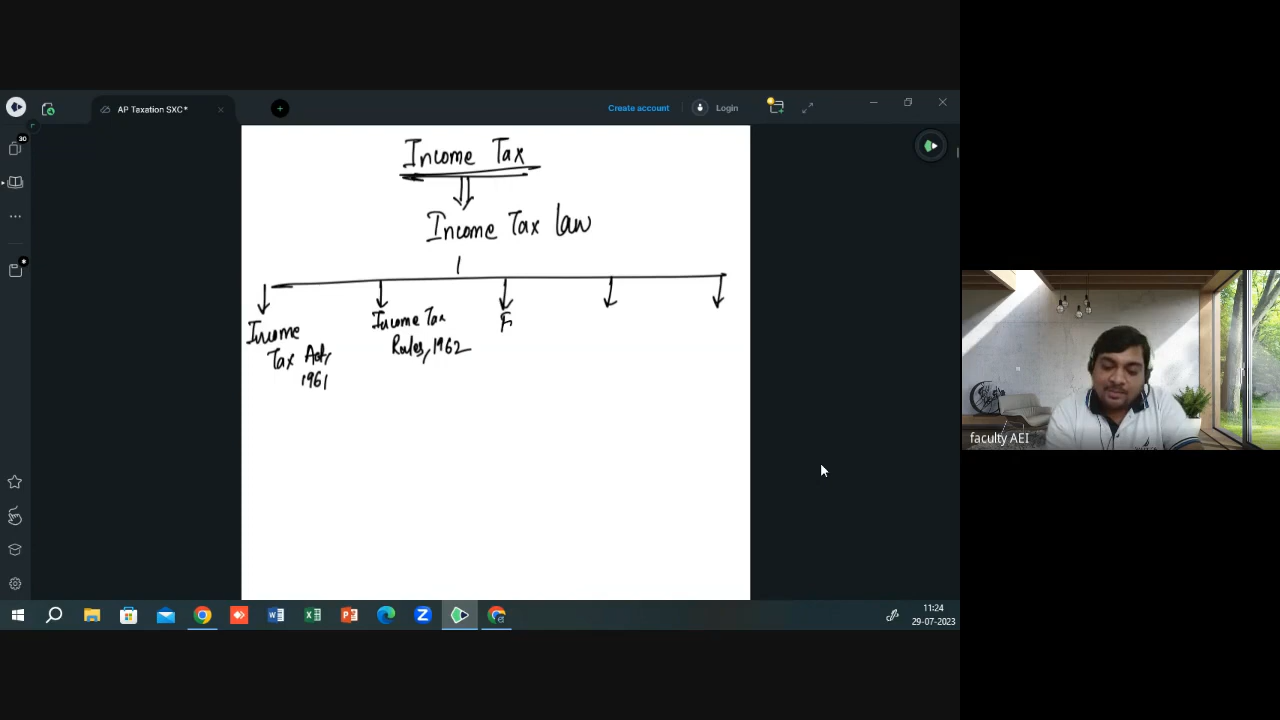 AP Taxation SXC*
Create account
Login
30
Income Tax
Income Tax Law
Income
Tax Act,
1961
Income Tax
Rules, 1962
F
faculty AEI
11:24
29-07-2023